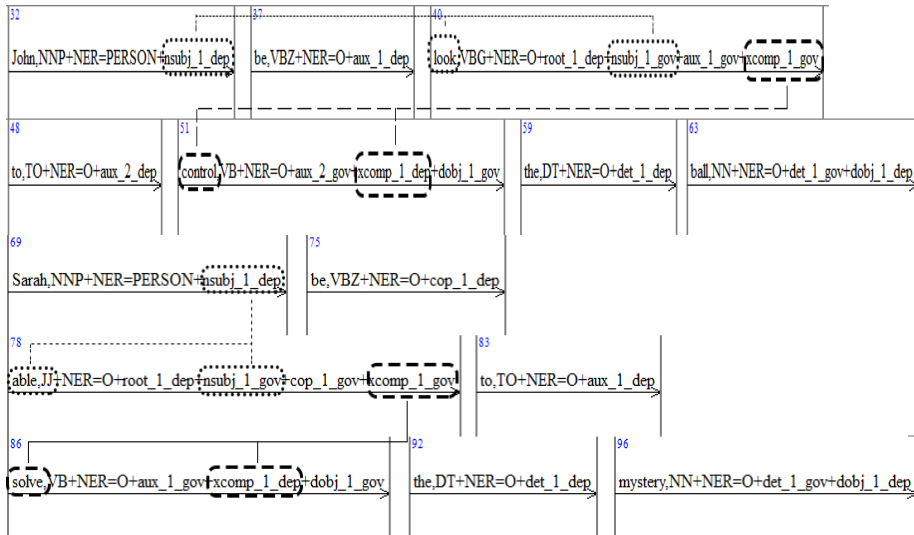 32 37 40
John,NNP+NER=PERSON+nsubj_1_dep be,VBZ+NER=O+aux_1_dep look,VBG+NER=O+root_1_dep+nsubj_1_gov+aux_1_gov+xcomp_1_gov
48 51 59 63
to,TO+NER=O+aux_2_dep control,VB+NER=O+aux_2_gov+xcomp_1_dep+dobj_1_gov the,DT+NER=O+det_1_dep ball,NN+NER=O+det_1_gov+dobj_1_dep
69 75
Sarah,NNP+NER=PERSON+nsubj_1_dep be,VBZ+NER=O+cop_1_dep
78 83
able,JJ+NER=O+root_1_dep+nsubj_1_gov+cop_1_gov+xcomp_1_gov to,TO+NER=O+aux_1_dep
86 92 96
solve,VB+NER=O+aux_1_gov+xcomp_1_dep+dobj_1_gov the,DT+NER=O+det_1_dep mystery,NN+NER=O+det_1_gov+dobj_1_dep